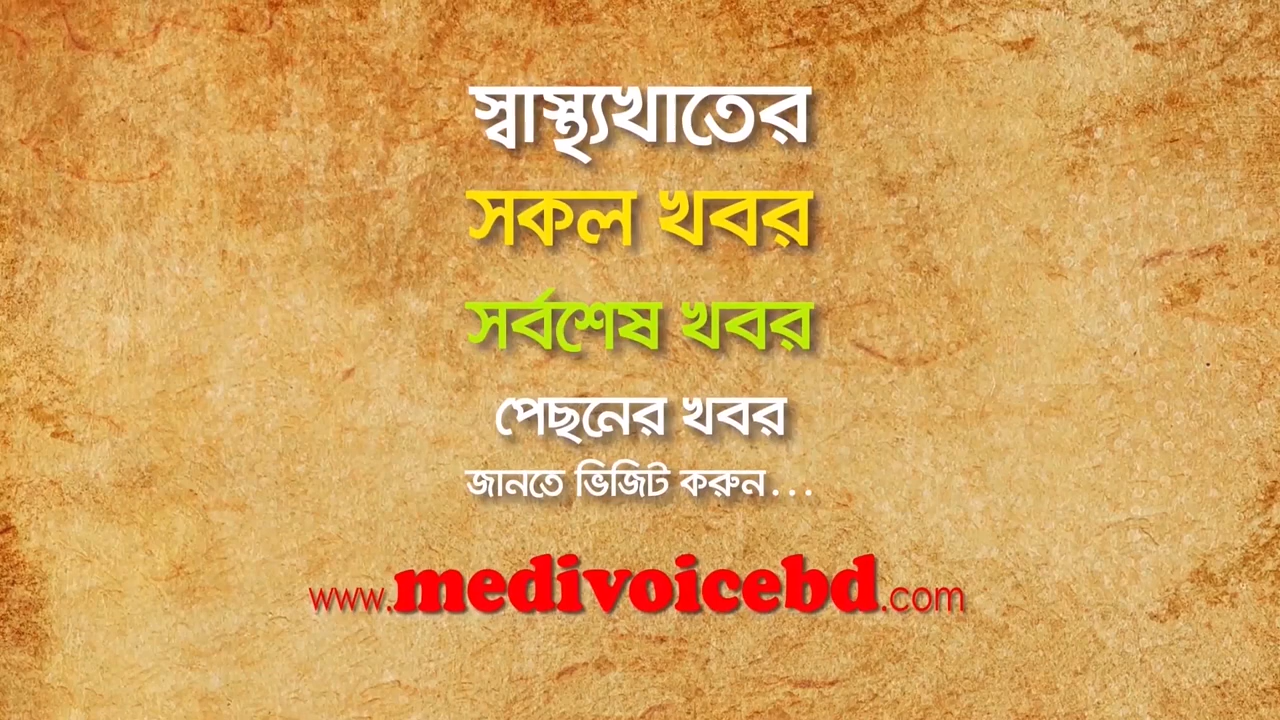 স্বাস্থ্যখাতের
সকল খবর
সর্বশেষ খবর
পেছনের খবর
জানতে ভিজিট করুন...
www.medivoicebd.com